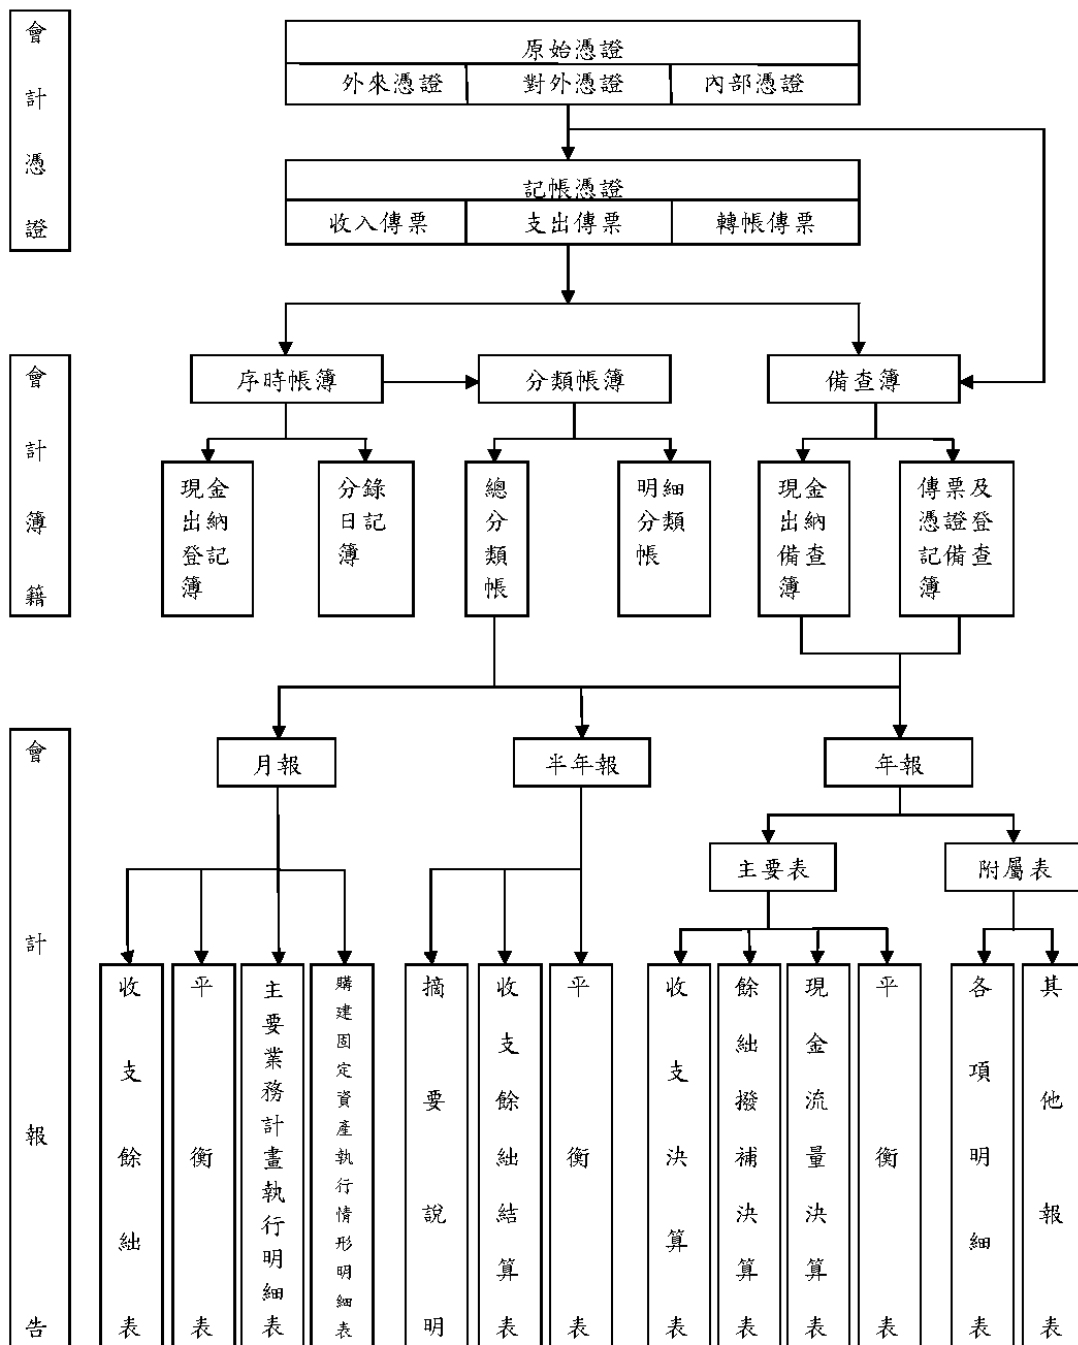 會計憑證
原始憑證
外來憑證
對外憑證
內部憑證
記帳憑證
收入傳票
支出傳票
轉帳傳票
會計簿籍
序時帳簿
分類帳簿
備查簿
現金
出納
登記
簿
分錄
日記
簿
總分類帳
明細
分類
帳
現金
出納
備查
簿
傳票及
憑證登
記備查
簿
會計報告
月報
半年報
年報
主要表
附屬表
收支餘絀表
平衡表
主要業務計畫執行明細表
購建固定資產執行情形明細表
摘要說明
收支餘絀結算表
平衡表
收支決算表
餘絀撥補決算表
現金流量決算表
平衡表
各項明細表
其他報表